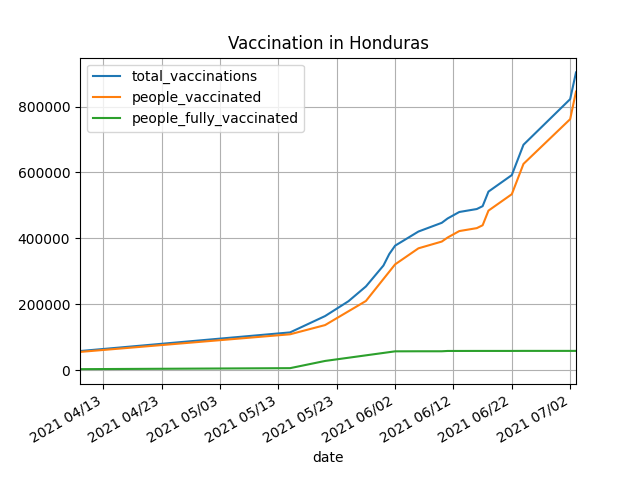 Vaccination in Honduras
total_vaccinations
people_vaccinated
people_fully_vaccinated
800000
600000
400000
200000
0
2021 04/13
2021 04/23
2021 05/03
2021 05/13
2021 05/23
2021 06/02
2021 06/12
2021 06/22
2021 07/02
date